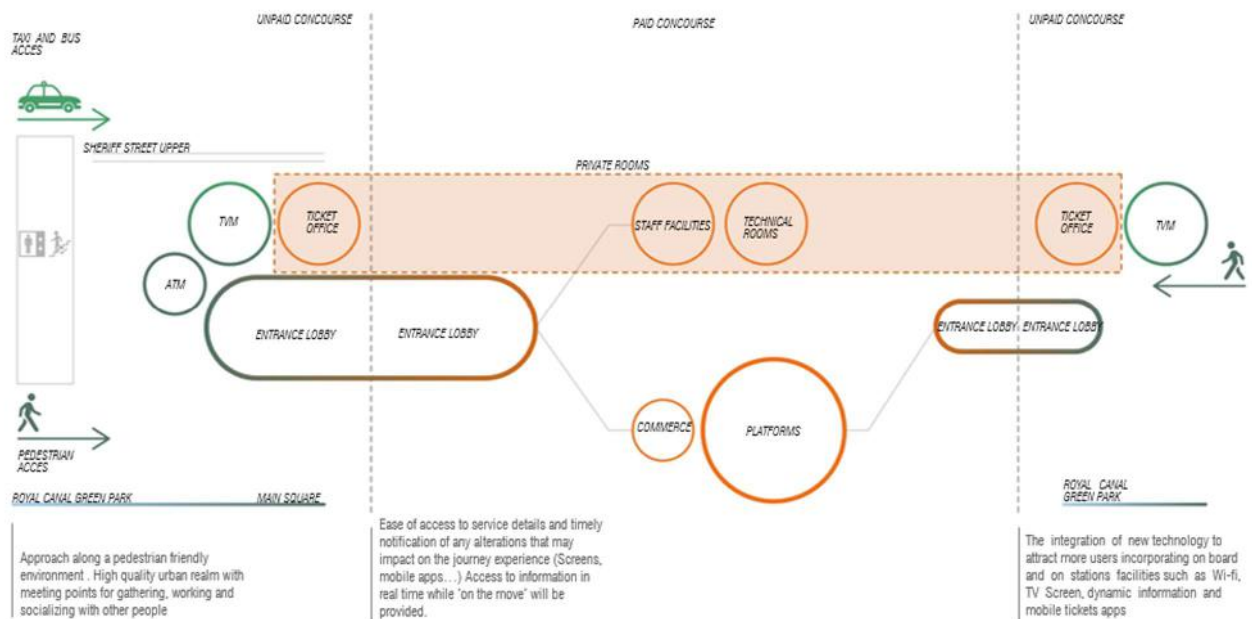 UNPAID CONCOURSE
PAID CONCOURSE
UNPAID CONCOURSE
TAXI AND BUS
ACCES
SHERIFF STREET UPPER
PRIVATE ROOMS
TVM
TICKET
OFFICE
STAFF FACILITIES
TECHNICAL
ROOMS
TICKET
OFFICE
TVM
ATM
ENTRANCE LOBBY
ENTRANCE LOBBY
ENTRANCE LOBBY
ENTRANCE LOBBY
COMMERCE
PLATFORMS
PEDESTRIAN
ACCES
ROYAL CANAL GREEN PARK
MAIN SQUARE
ROYAL CANAL
GREEN PARK
Approach along a pedestrian friendly
environment . High quality urban realm with
meeting points for gathering, working and
socializing with other people
Ease of access to service details and timely
notification of any alterations that may
impact on the journey experience (Screens,
mobile apps…) Access to information in
real time while "on the move" will be
provided.
The integration of new technology to
attract more users incorporating on board
and on stations facilities such as Wi-fi,
TV Screen, dynamic information and
mobile tickets apps